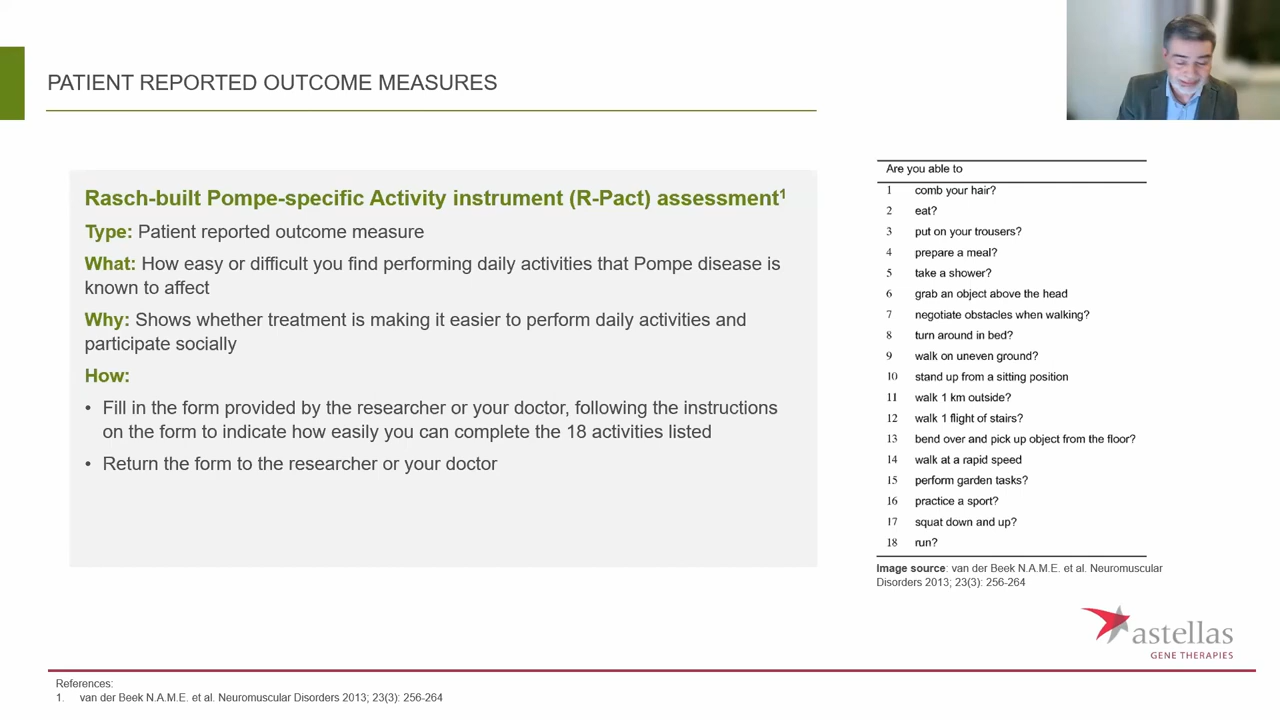 PATIENT REPORTED OUTCOME MEASURES
Rasch-built Pompe-specific Activity instrument (R-Pact) assessment1
Type: Patient reported outcome measure
What: How easy or difficult you find performing daily activities that Pompe disease is
known to affect
Why: Shows whether treatment is making it easier to perform daily activities and
participate socially
How:
• Fill in the form provided by the researcher or your doctor, following the instructions
on the form to indicate how easily you can complete the 18 activities listed
• Return the form to the researcher or your doctor
Are you able to
1 comb your hair?
2 eat?
3 put on your trousers?
4 prepare a meal?
5 take a shower?
6 grab an object above the head
7 negotiate obstacles when walking?
8 turn around in bed?
9 walk on uneven ground?
10 stand up from a sitting position
11 walk 1 km outside?
12 walk 1 flight of stairs?
13 bend over and pick up object from the floor?
14 walk at a rapid speed
15 perform garden tasks?
16 practice a sport?
17 squat down and up?
18 run?
Image source: van der Beek N.A.M.E. et al. Neuromuscular
Disorders 2013; 23(3): 256-264
astellas
GENE THERAPIES
References:
1. van der Beek N.A.M.E. et al. Neuromuscular Disorders 2013; 23(3): 256-264